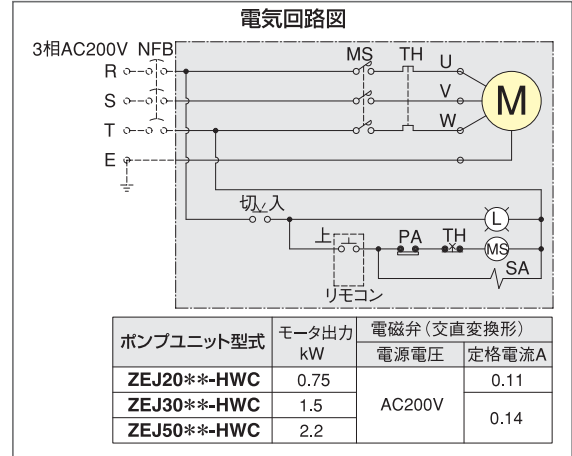 電気回路図
3相AC200V NFB
MS TH
R
U
S
V
M
T
W
E
切 入
L
上 PA TH
MS
SA
リモコン
ポンプユニット型式 モータ出力 kW 電磁弁(交直変換形)
電源電圧 定格電流A
ZEJ20**-HWC 0.75 AC200V 0.11
ZEJ30**-HWC 1.5 0.14
ZEJ50**-HWC 2.2